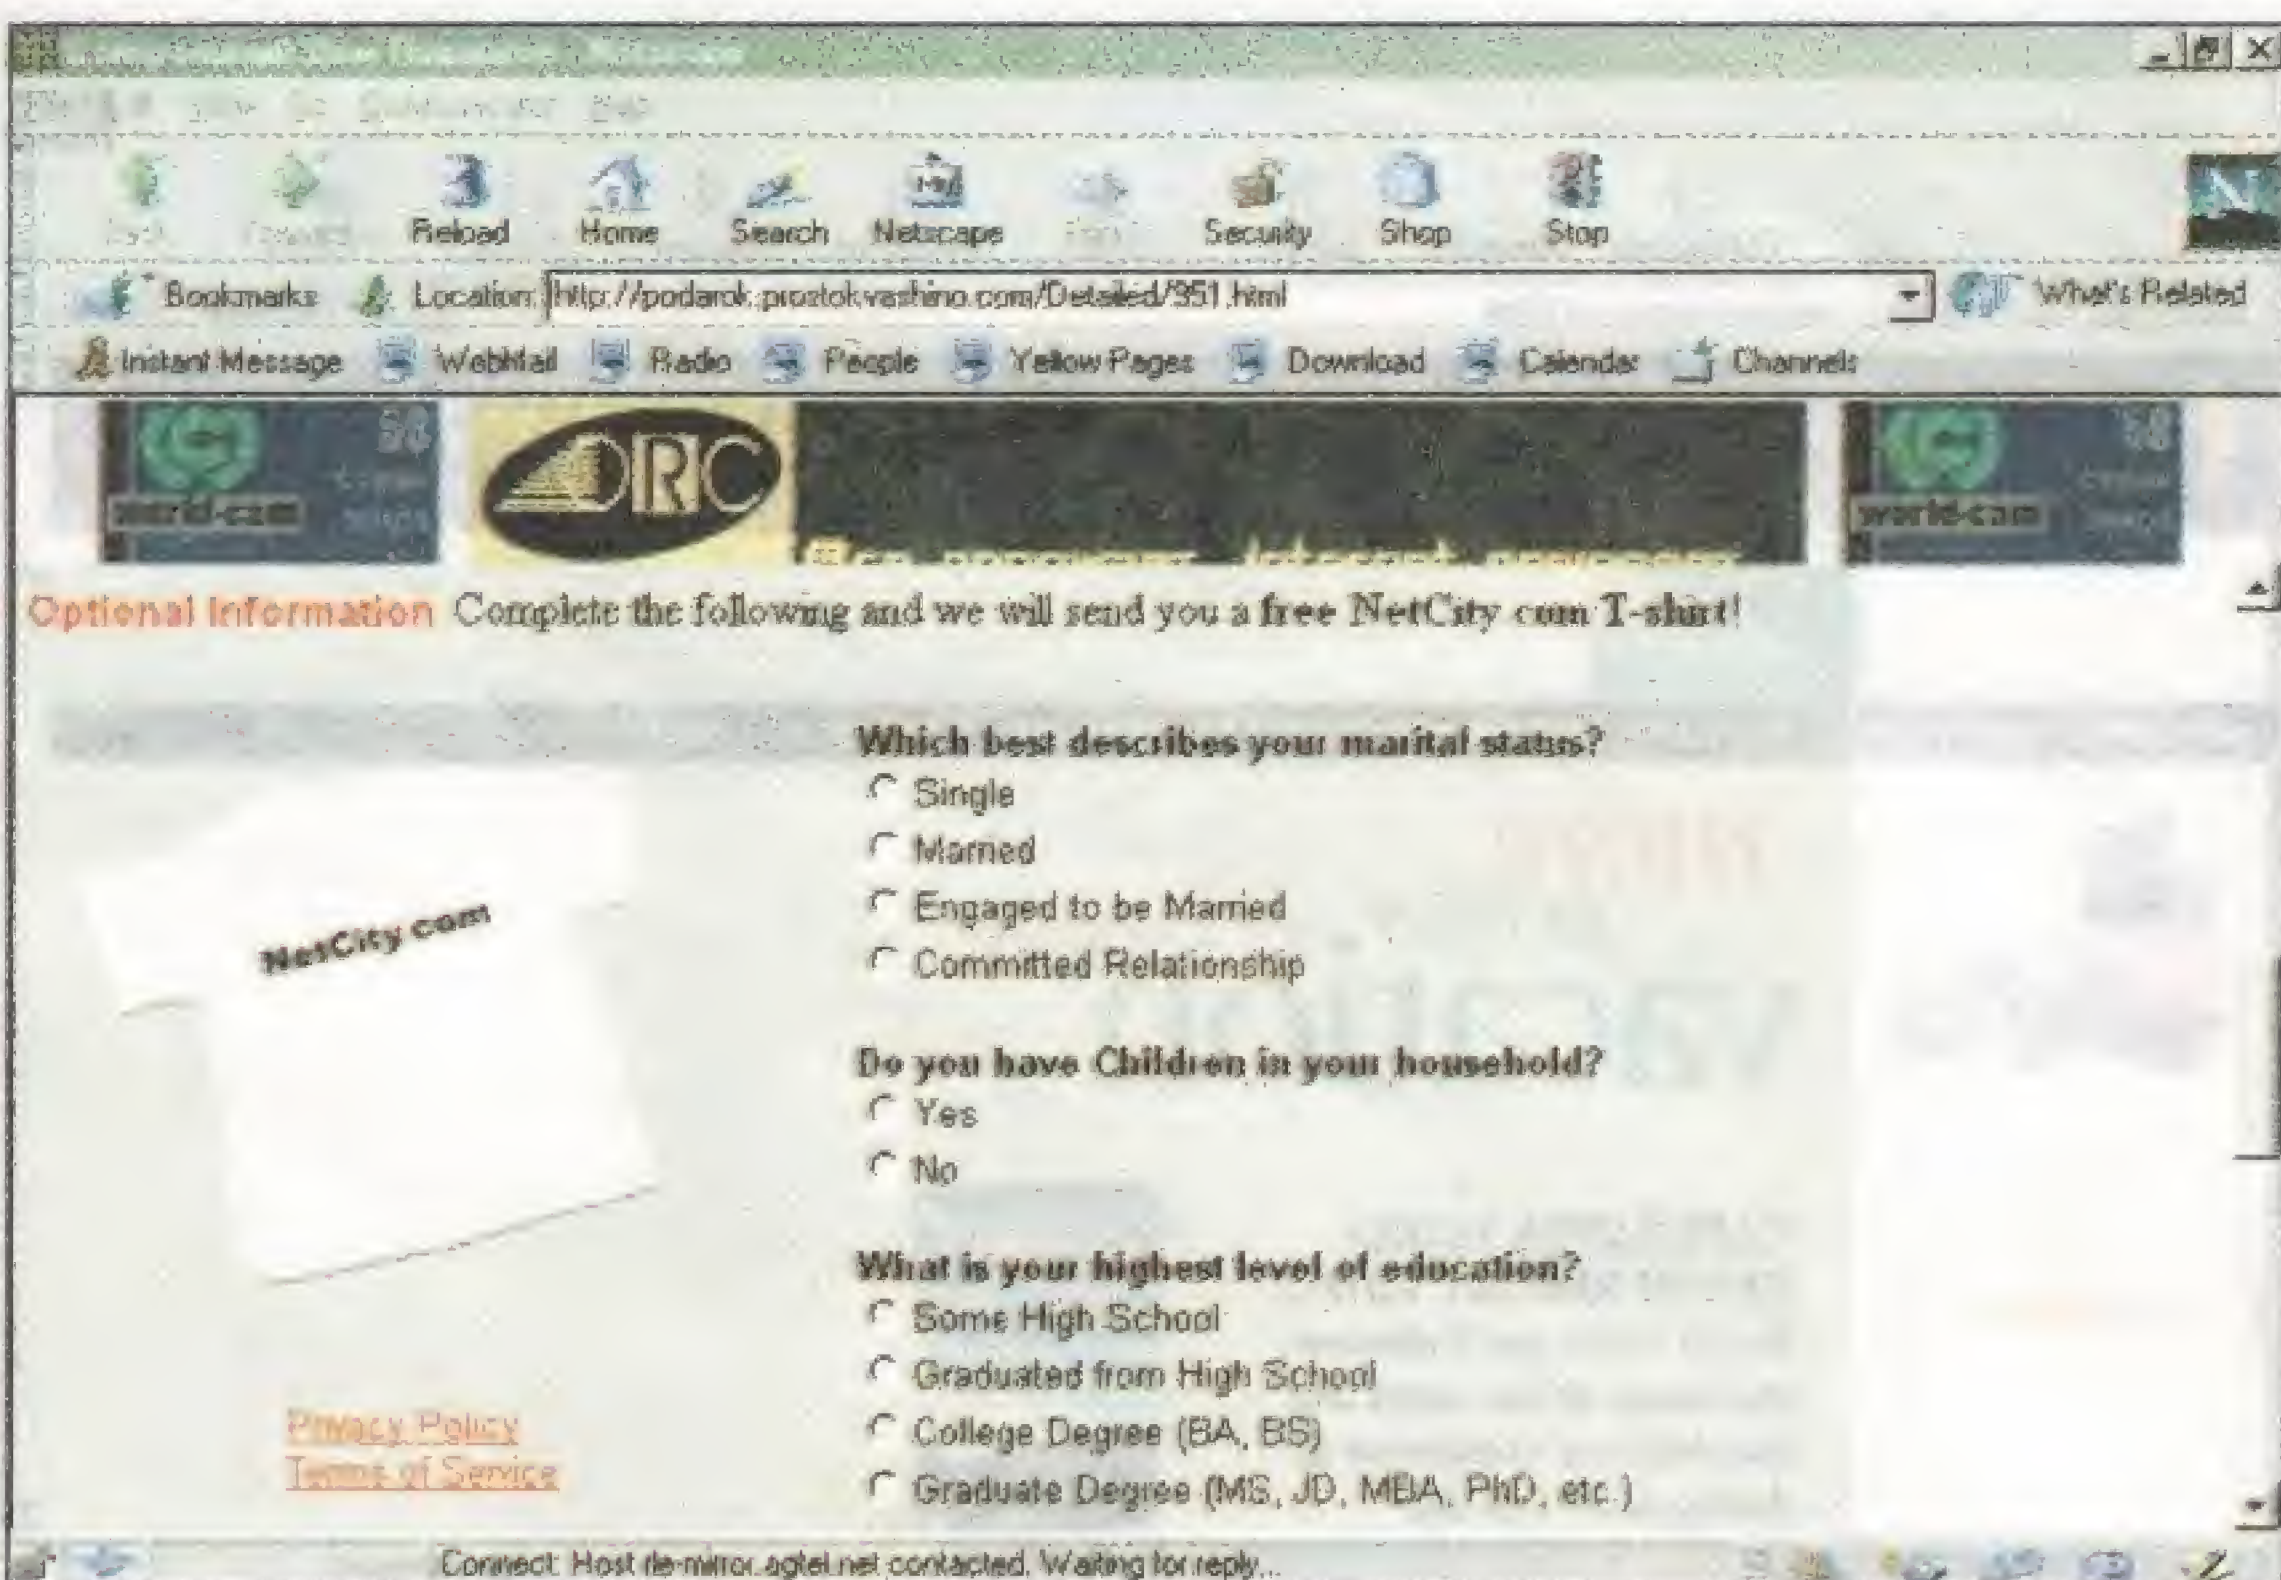 Reload Home Search Netscape Security Shop Stop
Bookmarks Location: http://podarok.prostokvashino.com/Detailed/351.html What's Related
Instant Message WebMail Radio People Yellow Pages Download Calendar Channels
world-cam
DRIC
world-cam
Optional Information Complete the following and we will send you a free NetCity com T-shirt!
Which best describes your marital status?
Single
Married
Engaged to be Married
Committed Relationship
NetCity com
Do you have Children in your household?
Yes
No
What is your highest level of education?
Some High School
Graduated from High School
College Degree (BA, BS)
Graduate Degree (MS, JD, MBA, PhD, etc.)
Privacy Policy
Terms of Service
Connect: Host contacted. Waiting for reply...